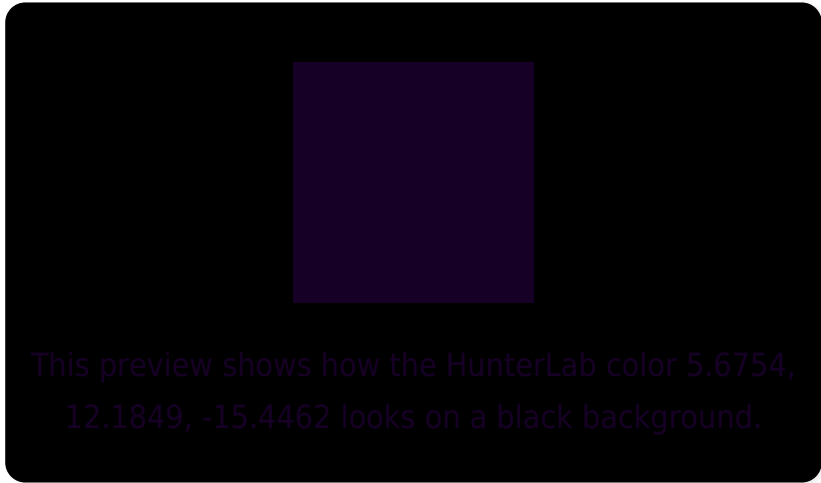 This preview shows how the HunterLab color 5.6754,
12.1849, -15.4462 looks on a black background.